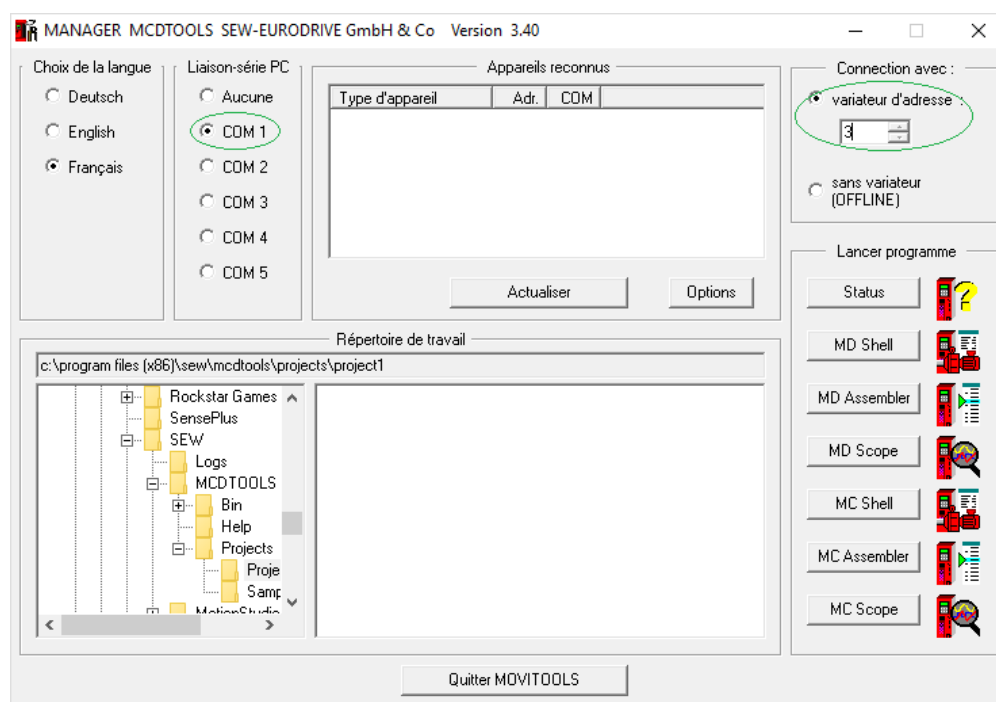 MANAGER MCDTOOLS SEW-EURODRIVE GmbH & Co Version 3.40
Choix de la langue
Deutsch
English
Français
Liaison-série PC
Aucune
COM 1
COM 2
COM 3
COM 4
COM 5
Appareils reconnus
Type d'appareil Adr. COM
Actualiser
Options
Connection avec :
variateur d'adresse :
3
sans variateur
(OFFLINE)
Lancer programme
Status
MD Shell
MD Assembler
MD Scope
MC Shell
MC Assembler
MC Scope
Répertoire de travail
c:\program files (x86)\sew\mcdtools\projects\project1
Rockstar Games
SensePlus
SEW
Logs
MCDTOOLS
Bin
Help
Projects
Proje
Samp
Quitter MOVITOOLS